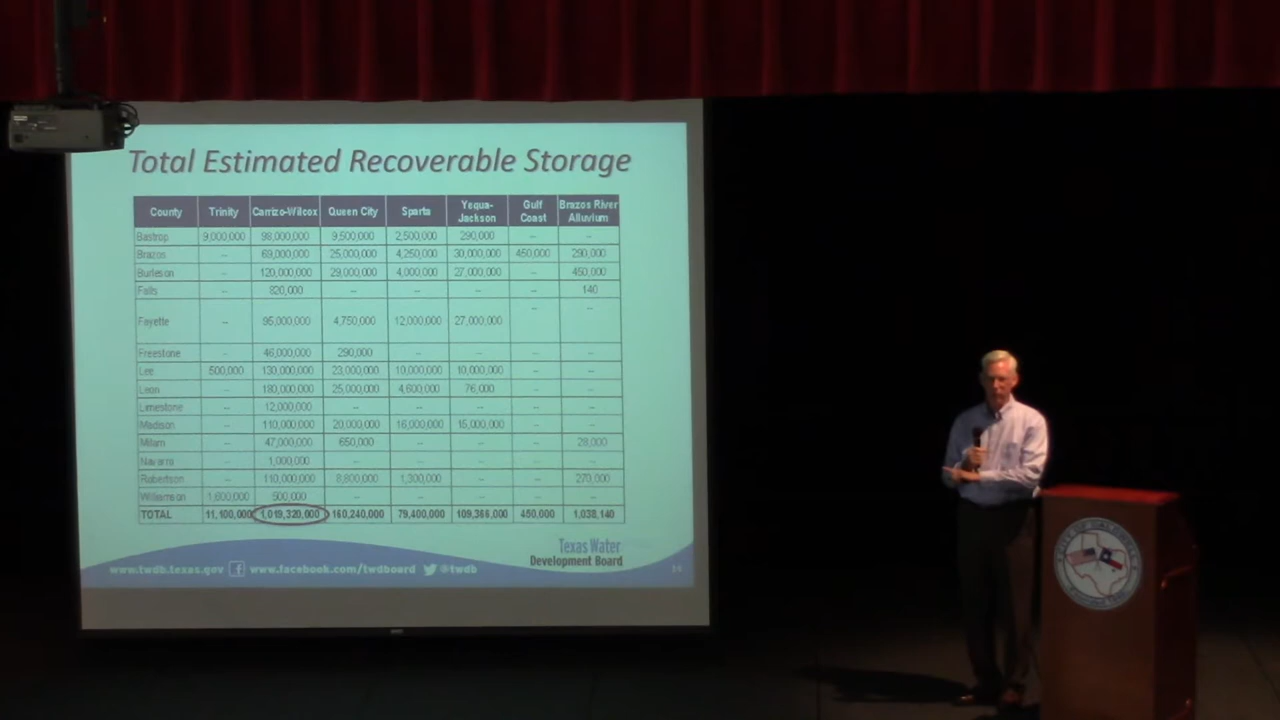 Total Estimated Recoverable Storage
County Trinity Carrizo-Wilcox Queen City Sparta Yequa-Jackson Gulf Coast Brazos River Alluvium
Bastrop 9,000,000 98,000,000 9,500,000 2,500,000 290,000 -- --
Brazos -- 69,000,000 25,000,000 4,250,000 30,000,000 450,000 290,000
Burleson -- 120,000,000 29,000,000 4,000,000 27,000,000 -- 450,000
Falls -- 820,000 -- -- -- -- 140
Fayette -- 95,000,000 4,750,000 12,000,000 27,000,000 -- --
Freestone -- 46,000,000 290,000 -- -- -- --
Lee 500,000 130,000,000 23,000,000 10,000,000 10,000,000 -- --
Leon -- 180,000,000 25,000,000 4,600,000 76,000 -- --
Limestone -- 12,000,000 -- -- -- -- --
Madison -- 110,000,000 20,000,000 16,000,000 15,000,000 -- --
Milam -- 47,000,000 650,000 -- -- -- 28,000
Navarro -- 1,000,000 -- -- -- -- --
Robertson -- 110,000,000 8,800,000 1,300,000 -- -- 270,000
Williamson 1,600,000 500,000 -- -- -- -- --
TOTAL 11,100,000 1,019,320,000 160,240,000 79,400,000 109,366,000 450,000 1,038,140
Texas Water
Development Board
www.twdb.texas.gov f www.facebook.com/twdboard @twdb